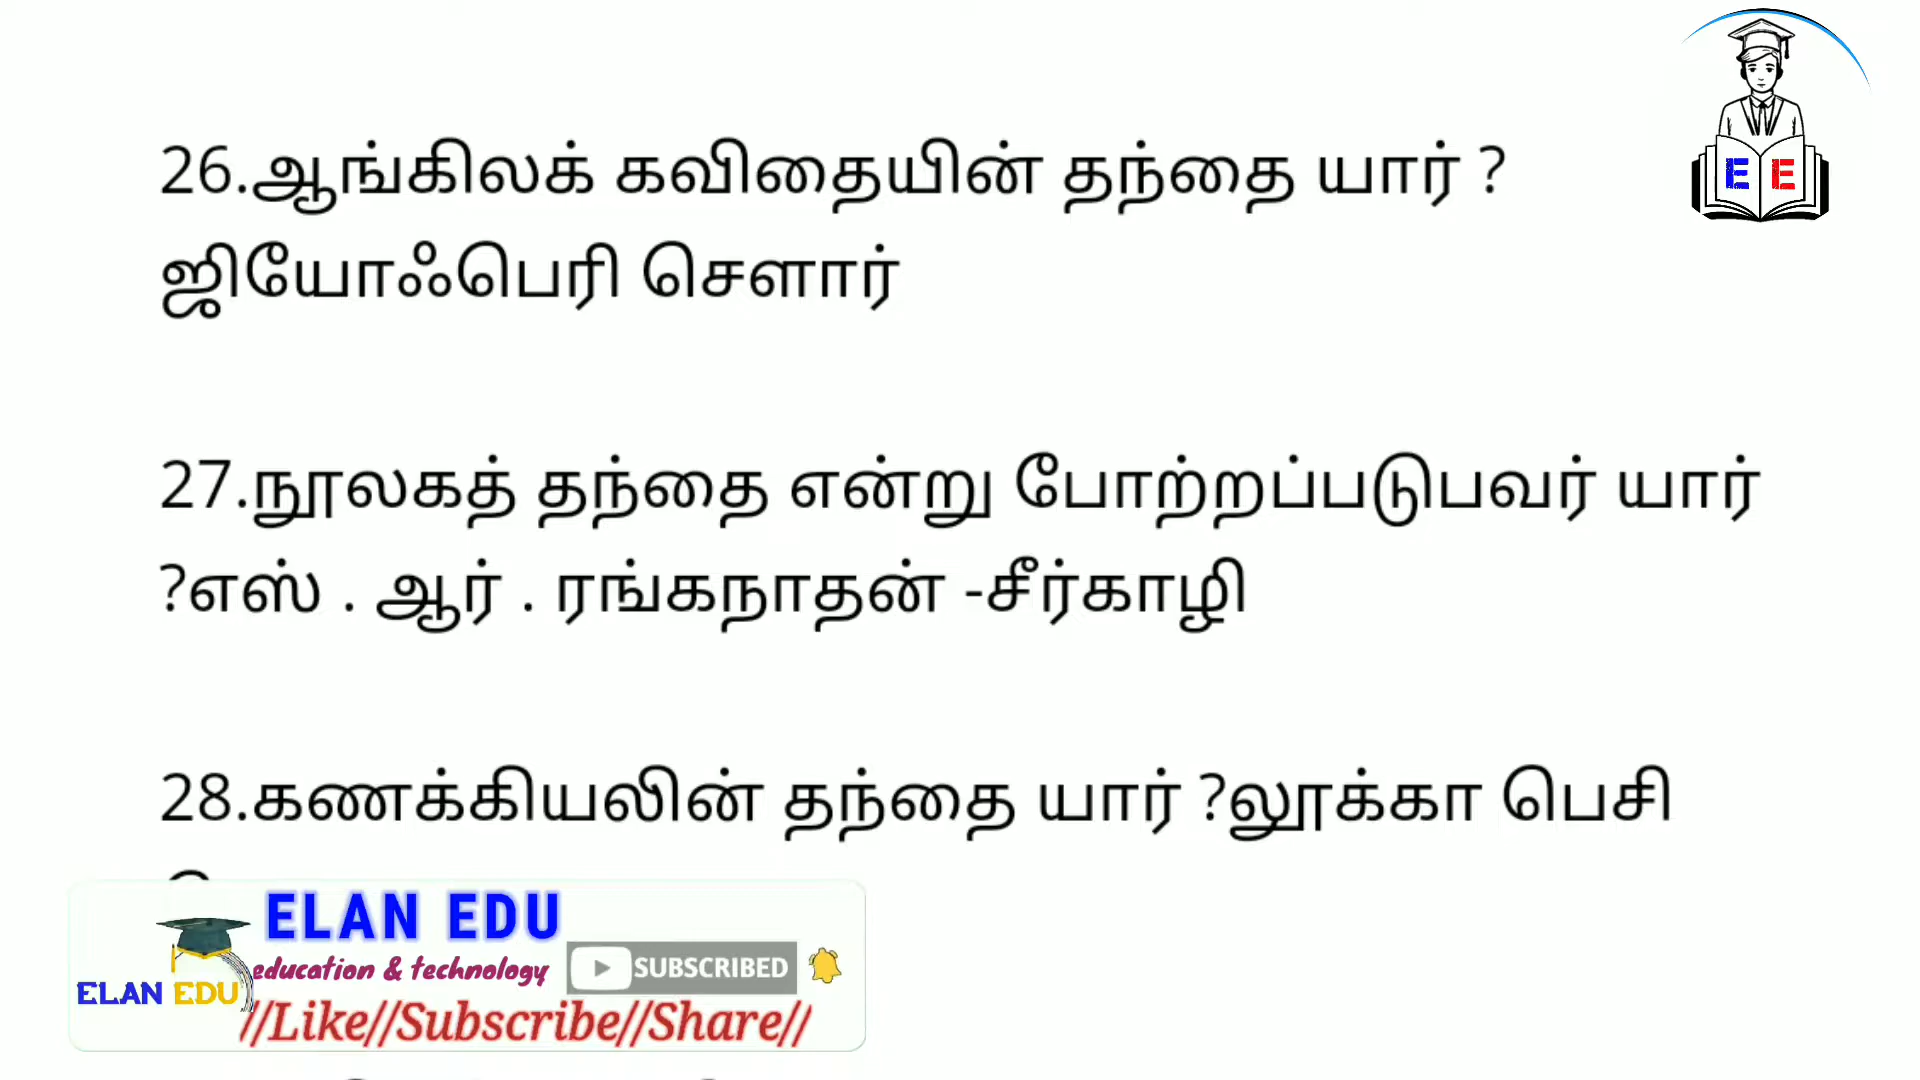 26.ஆங்கிலக் கவிதையின் தந்தை யார் ?
ஜியோஃபெரி சௌார்
E E
27.நூலகத் தந்தை என்று போற்றப்படுபவர் யார்
?எஸ் . ஆர் . ரங்கநாதன் -சீர்காழி
28.கணக்கியலின் தந்தை யார் ?லூக்கா பெசி
ELAN EDU
education & technology
SUBSCRIBED
ELAN EDU
//Like//Subscribe//Share//